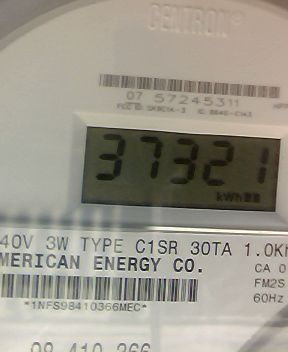 CENTRON®
07 57245311
37321
kWh
40V 3W TYPE C1SR 30TA 1.0K
MERICAN ENERGY CO.
CA 0
FM2S
60Hz
*1NFS98410366MEC*
98 410 366